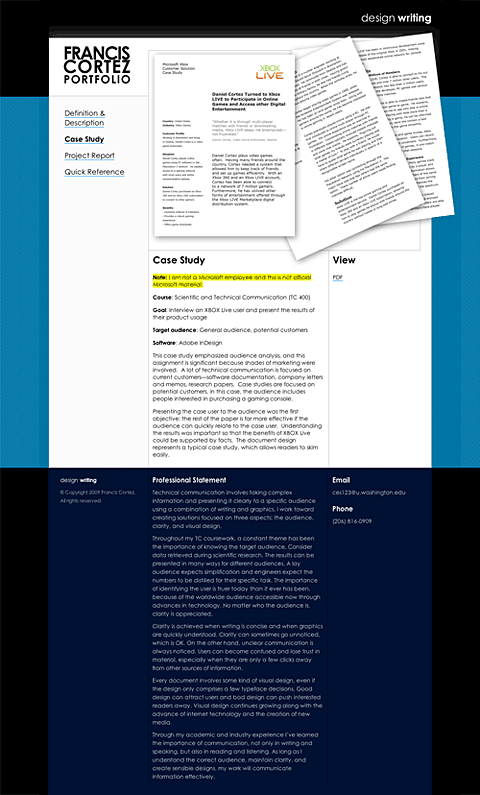 design writing
FRANCIS
CORTEZ
PORTFOLIO
Definition &
Description
Case Study
Project Report
Quick Reference
Microsoft Xbox
Customer Solution
Case Study
XBOX
LIVE
Daniel Cortez Turned to Xbox
LIVE to Participate in Online
Games and Access other Digital
Entertainment
Daniel Cortez plays video games
often. Having many friends around the
country, Cortez needed a system that
allowed him to keep track of friends
and set up games efficiently. With an
Xbox 360 and an Xbox LIVE account,
Cortez has been able to connect
to a network of 7 million gamers.
Furthermore, he has utilized other
forms of entertainment offered through
the Xbox LIVE Marketplace digital
distribution system.
Case Study
Note: I am not a Microsoft employee and this is not official
Microsoft material.
Course: Scientific and Technical Communication (TC 400)
Goal: Interview an XBOX Live user and present the results of
their product usage
Target audience: General audience, potential customers
Software: Adobe InDesign
This case study emphasized audience analysis, and this
assignment is significant because shades of marketing were
involved. A lot of technical communication is focused on
current customers—software documentation, company letters
and memos, research papers. Case studies are focused on
potential customers, in this case, the audience includes
people interested in purchasing a gaming console.
Presenting the case user to the audience was the first
objective; the rest of the paper is far more effective if the
audience can quickly relate to the case user. Understanding
the results was important so that the benefits of XBOX Live
could be supported by facts. The document design
represents a typical case study, which allows readers to skim
easily.
View
PDF
design writing
© Copyright 2009 Francis Cortez.
All rights reserved.
Professional Statement
Technical communication involves taking complex
information and presenting it clearly to a specific audience
using a combination of writing and graphics. I work toward
creating solutions focused on three aspects: the audience,
clarity, and visual design.
Throughout my TC coursework, a constant theme has been
the importance of knowing the target audience. Consider
data retrieved during scientific research. The results can be
presented in many ways for different audiences. A lay
audience expects simplification and engineers expect the
numbers to be distilled for their specific task. The importance
of identifying the user is truer today than it ever has been,
because of the worldwide audience accessible now through
advances in technology. No matter who the audience is,
clarity is appreciated.
Clarity is achieved when writing is concise and when graphics
are quickly understood. Clarity can sometimes go unnoticed,
which is OK. On the other hand, unclear communication is
always noticed. Users can become confused and lose trust in
material, especially when they are only a few clicks away
from other sources of information.
Every document involves some kind of visual design, even if
the design only comprises a few typeface decisions. Good
design can attract users and bad design can push interested
readers away. Visual design continues growing along with the
advance of internet technology and the creation of new
media.
Through my academic and industry experience I've learned
the importance of communication, not only in writing and
speaking, but also in reading and listening. As long as I
understand the correct audience, maintain clarity, and
create sensible designs, my work will communicate
information effectively.
Email
ces123@u.washington.edu
Phone
(206) 816-0909